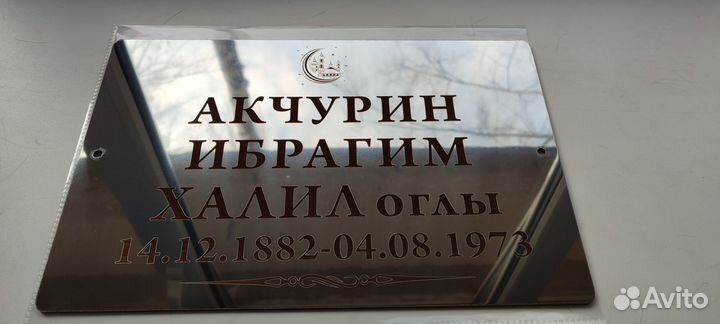 АКЧУРИН
ИБРАГИМ
ХАЛИЛ оглы
14.12.1882-04.08.1973
Avito